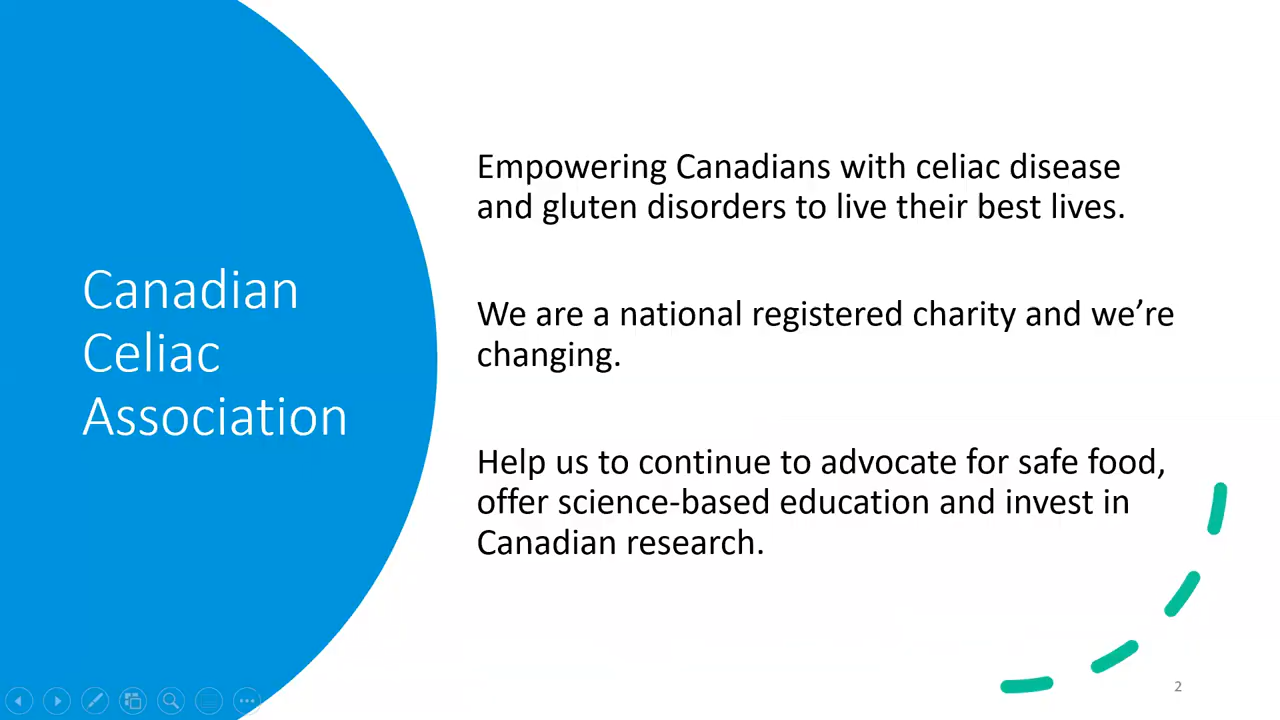 Canadian
Celiac
Association
Empowering Canadians with celiac disease
and gluten disorders to live their best lives.
We are a national registered charity and we’re
changing.
Help us to continue to advocate for safe food,
offer science-based education and invest in
Canadian research.
2